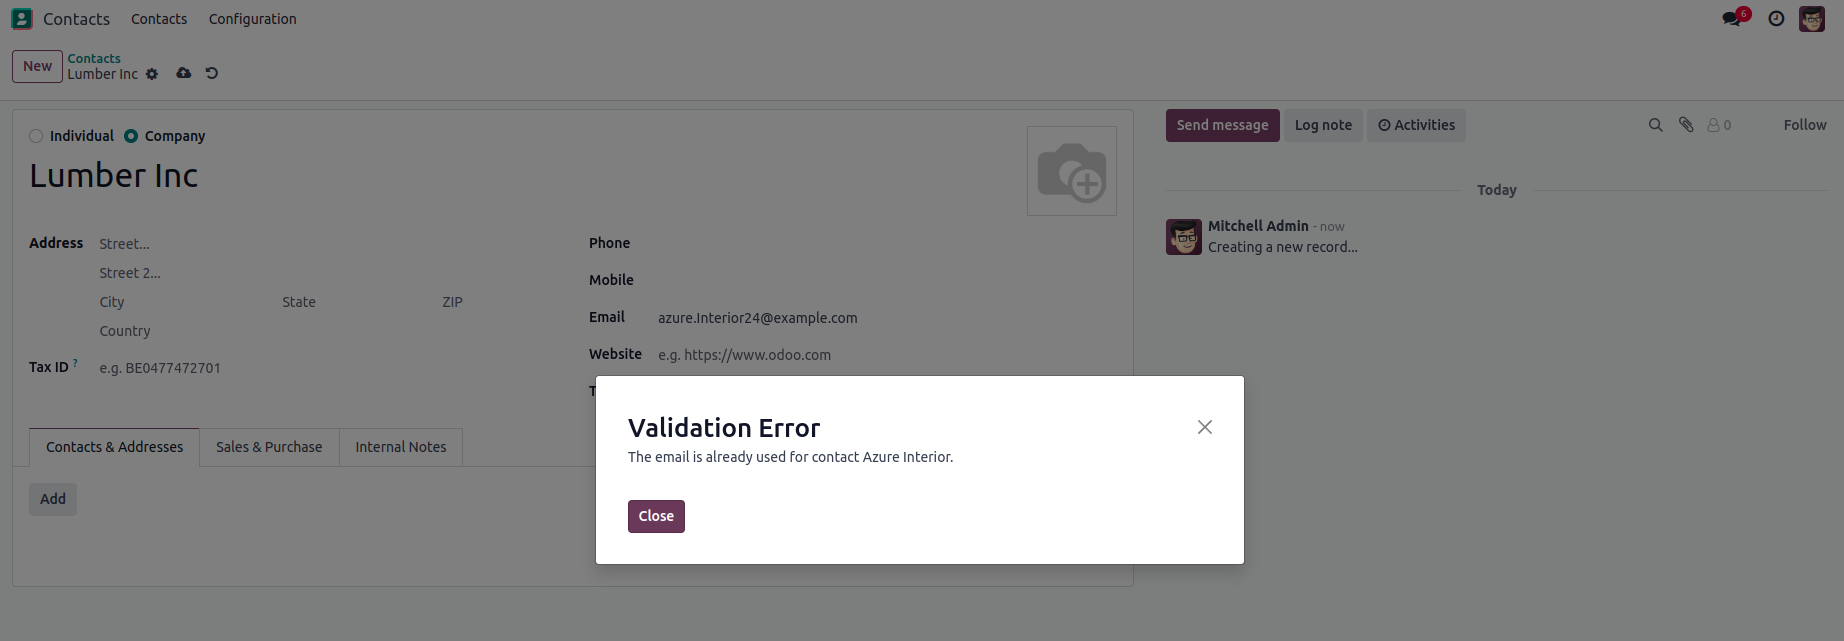 Contacts Contacts Configuration 6
New Contacts
Lumber Inc
Individual Company
Lumber Inc
Address Street...
Street 2...
City State ZIP
Country
Tax ID ? e.g. BE0477472701
Phone
Mobile
Email azure.Interior24@example.com
Website e.g. https://www.odoo.com
Contacts & Addresses Sales & Purchase Internal Notes
Add
Send message Log note Activities 0 Follow
Today
Mitchell Admin - now
Creating a new record...
Validation Error
The email is already used for contact Azure Interior.
Close